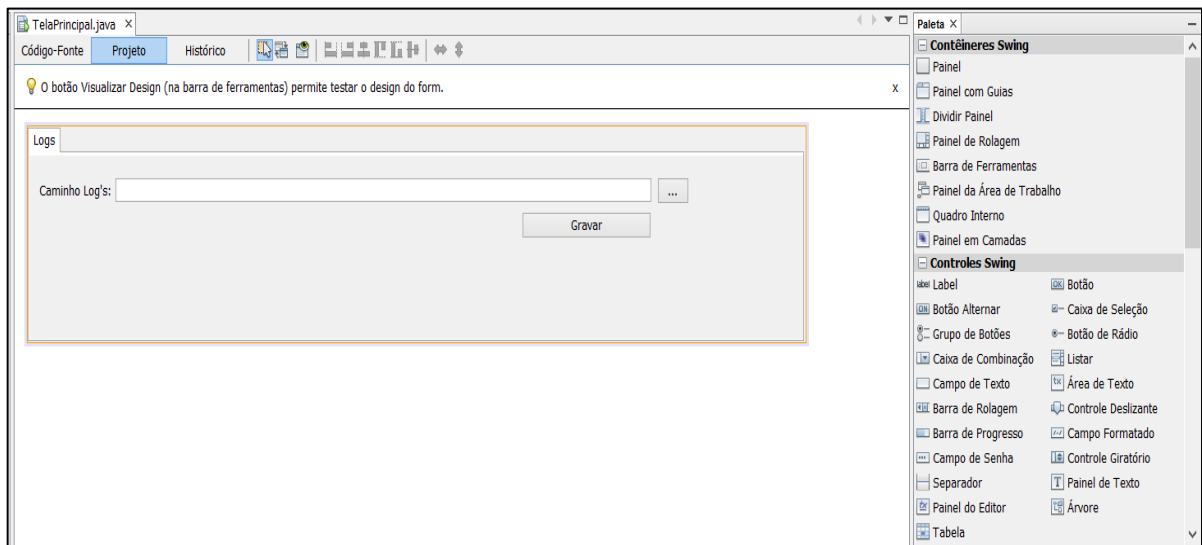 TelaPrincipal.java X
Código-Fonte Projeto Histórico
O botão Visualizar Design (na barra de ferramentas) permite testar o design do form. x
Logs
Caminho Log's: ...
Gravar
Paleta X
Contêineres Swing
Painel
Painel com Guias
Dividir Painel
Painel de Rolagem
Barra de Ferramentas
Painel da Área de Trabalho
Quadro Interno
Painel em Camadas
Controles Swing
label Label OK Botão
ON Botão Alternar Caixa de Seleção
Grupo de Botões Botão de Rádio
Caixa de Combinação Listar
Campo de Texto tx Área de Texto
Barra de Rolagem Controle Deslizante
Barra de Progresso Campo Formatado
Campo de Senha Controle Giratório
Separador T Painel de Texto
Painel do Editor Árvore
Tabela